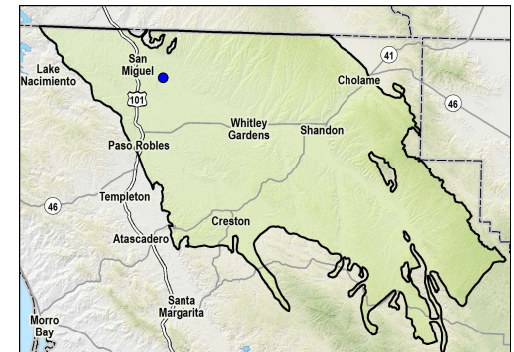 41
San
Miguel
Lake
Nacimiento
Cholame
101
46
Whitley
Gardens
Shandon
Paso Robles
Templeton
46
Creston
Atascadero
Santa
Margarita
Morro
Bay